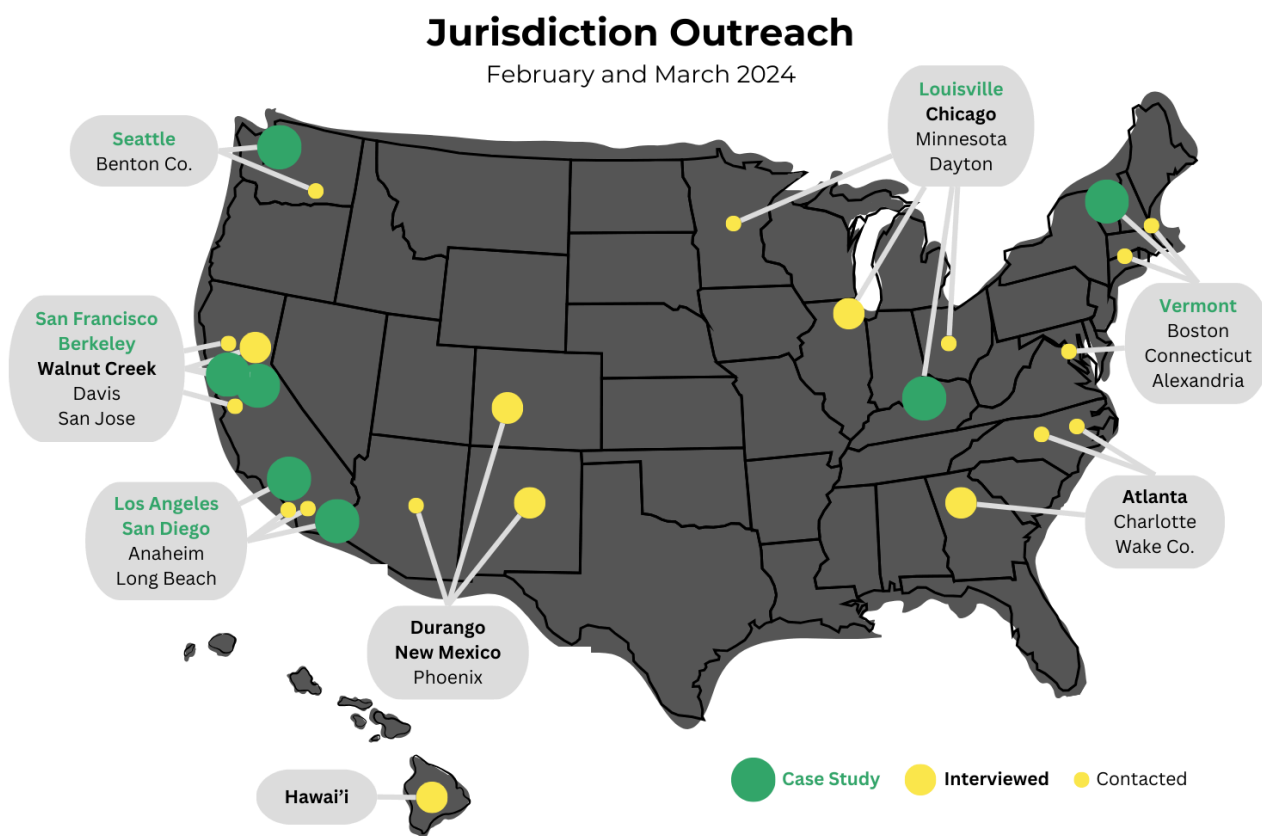 Jurisdiction Outreach
February and March 2024
Louisville
Chicago
Minnesota
Dayton
Seattle
Benton Co.
San Francisco
Berkeley
Walnut Creek
Davis
San Jose
Vermont
Boston
Connecticut
Alexandria
Los Angeles
San Diego
Anaheim
Long Beach
Atlanta
Charlotte
Wake Co.
Durango
New Mexico
Phoenix
Hawai’i
Case Study
Interviewed
Contacted